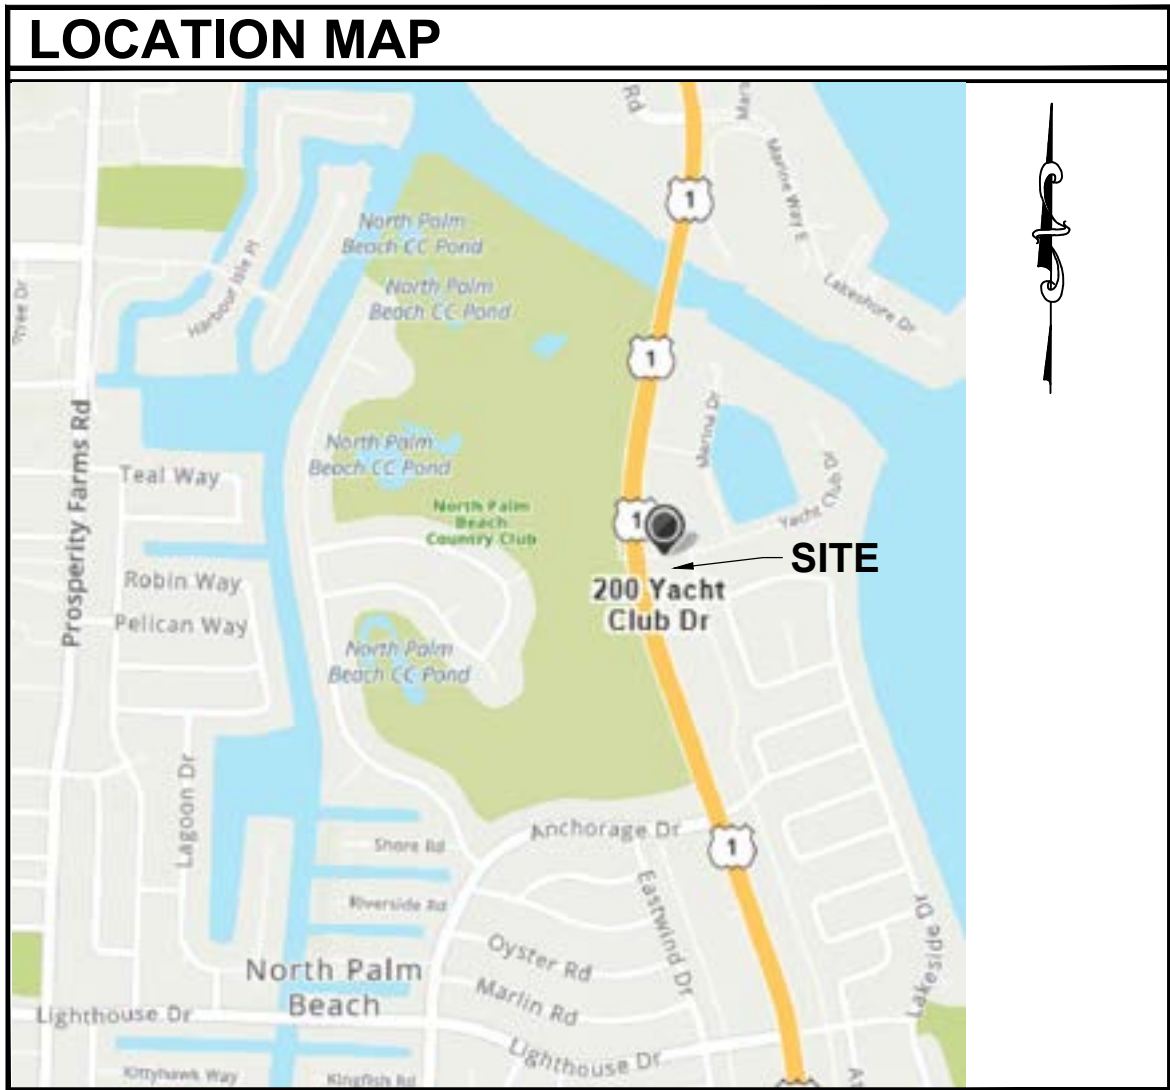 LOCATION MAP
Rd
Mars
1
Marine Way E
North Palm
Beach CC Pond
Harbour Isle Pl
North Palm
Beach CC Pond
Lakeshore Dr
Tree Dr
1
Marina Dr
Prosperity Farms Rd
North Palm
Beach CC Pond
Teal Way
Yacht Club Dr
North Palm
Beach
Country Club
1
SITE
Robin Way
200 Yacht
Club Dr
Pelican Way
North Palm
Beach CC Pond
Lagoon Dr
Anchorage Dr
Shore Rd
1
Eastwind Dr
Riverside Rd
Lakeside Dr
Oyster Rd
North Palm
Beach
Marlin Rd
Lighthouse Dr
Lighthouse Dr
Kittyhawk Way
Kingfish Rd